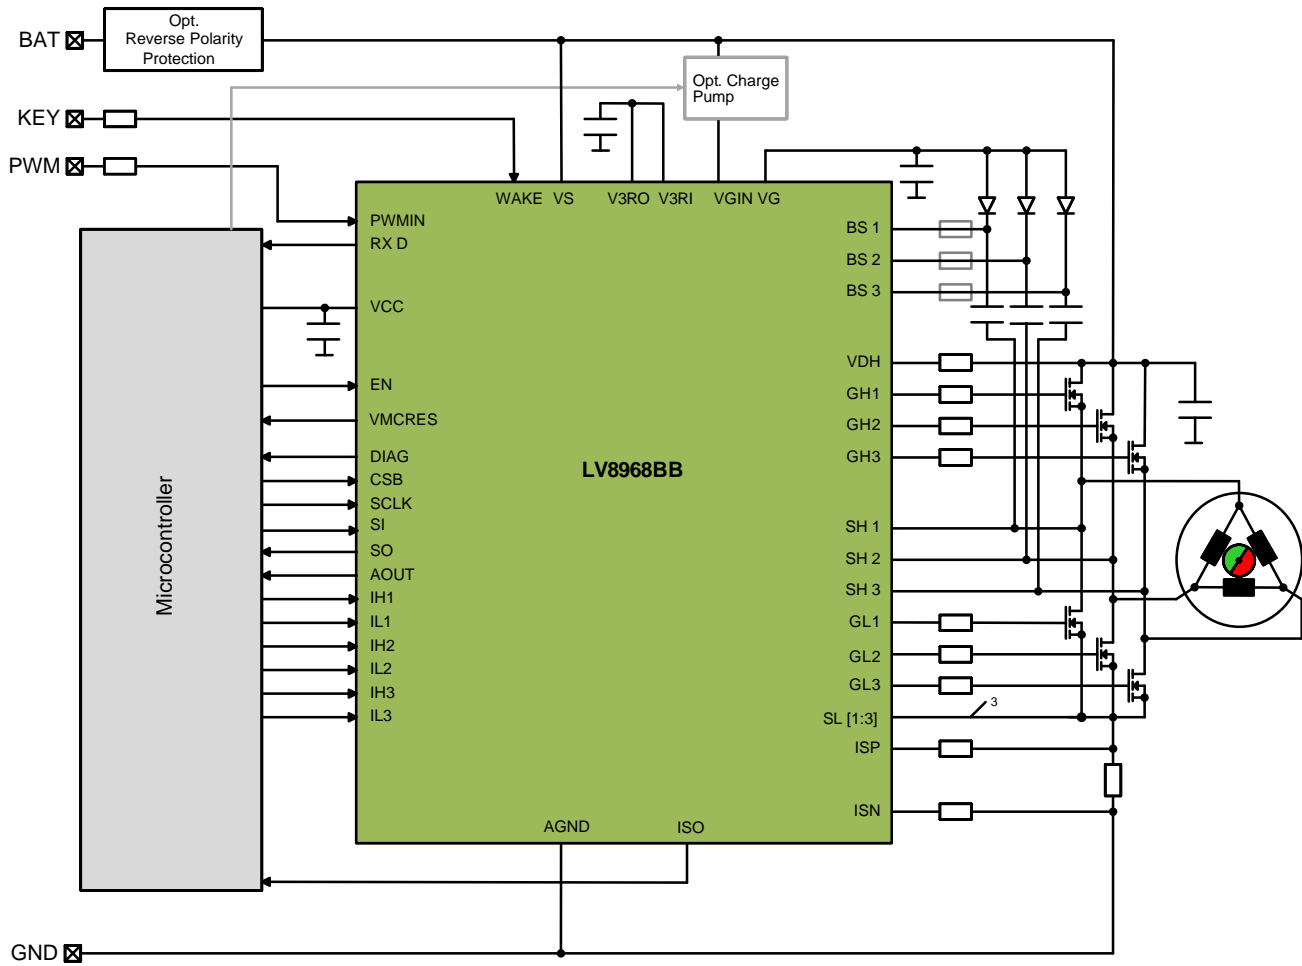 Opt.
Reverse Polarity
Protection
BAT
Opt. Charge
Pump
KEY
PWM
WAKE VS V3RO V3RI VGIN VG
PWMIN
RX D
VCC
EN
VMCRES
DIAG
CSB
SCLK
SI
SO
AOUT
IH1
IL1
IH2
IL2
IH3
IL3
Microcontroller
LV8968BB
BS 1
BS 2
BS 3
VDH
GH1
GH2
GH3
SH 1
SH 2
SH 3
GL1
GL2
GL3
SL [1:3]
3
ISP
ISN
AGND ISO
GND